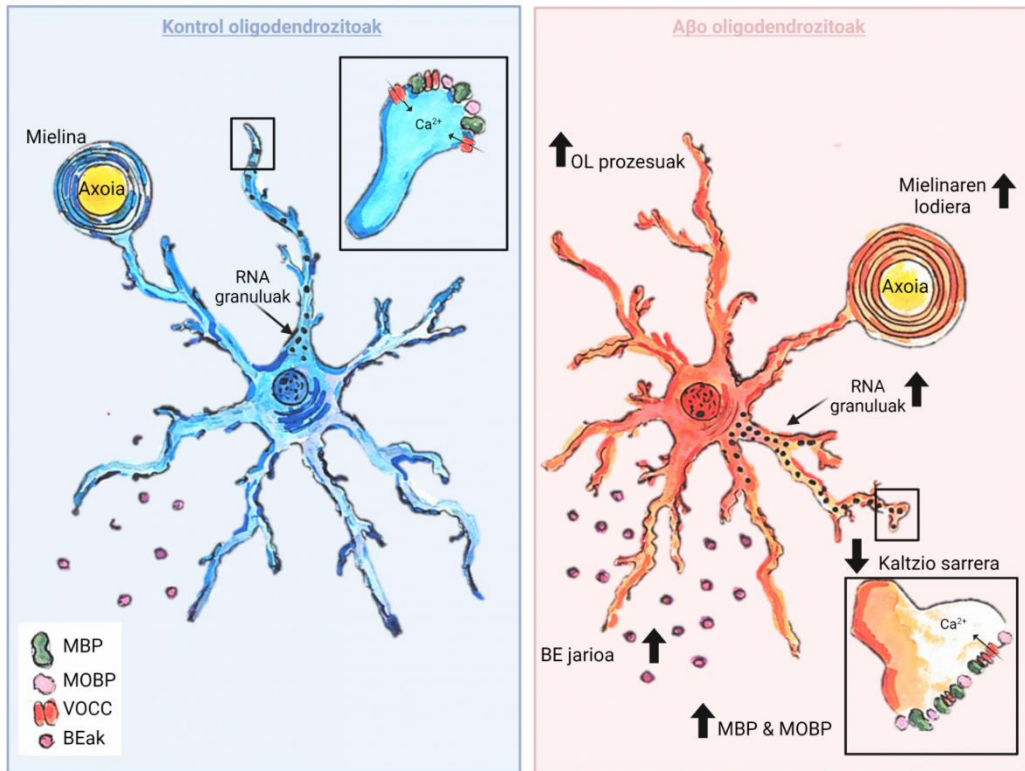 Kontrol oligodendrozitoak
Mielina
Axoia
Ca²⁺
RNA
granuluak
MBP
MOBP
VOCC
BEak
Aβo oligodendrozitoak
OL prozesuak
Mielinaren
lodiera
Axoia
RNA
granuluak
Kaltzio sarrera
Ca²⁺
BE jarioa
MBP & MOBP